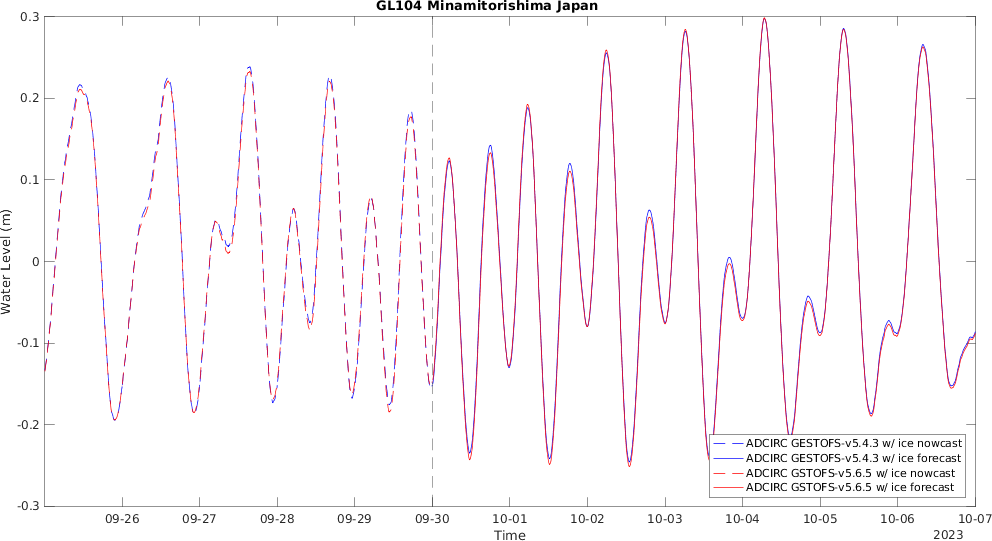 GL104 Minamitorishima Japan
Water Level (m)
0.3
0.2
0.1
0
-0.1
-0.2
-0.3
ADCIRC GESTOFS-v5.4.3 w/ ice nowcast
ADCIRC GESTOFS-v5.4.3 w/ ice forecast
ADCIRC GSTOFS-v5.6.5 w/ ice nowcast
ADCIRC GSTOFS-v5.6.5 w/ ice forecast
09-26 09-27 09-28 09-29 09-30 10-01 10-02 10-03 10-04 10-05 10-06 10-07
Time
2023